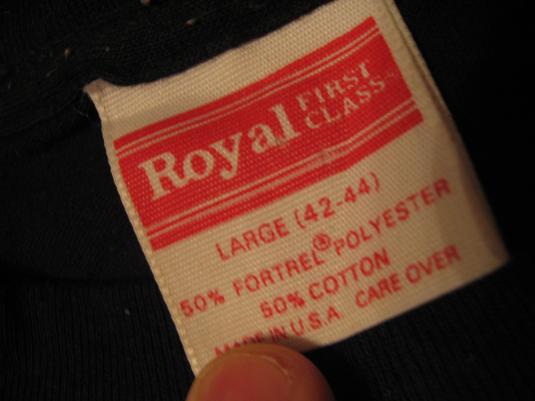 Royal FIRST CLASS
LARGE (42-44)
50% FORTREL® POLYESTER
50% COTTON
MADE IN U.S.A CARE OVER